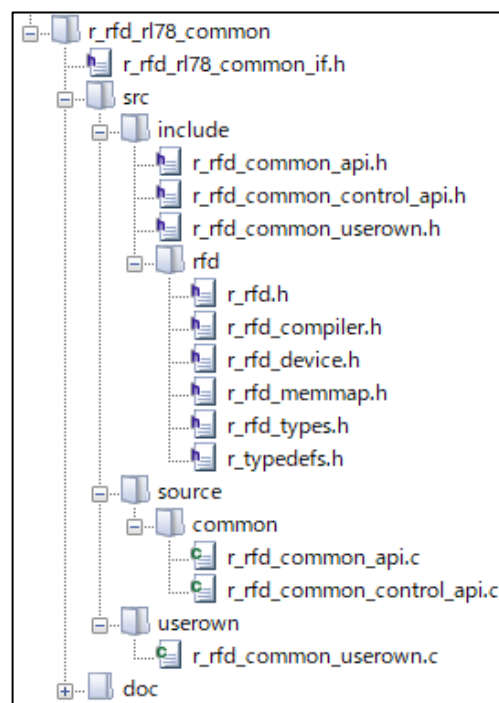 r_rfd_rl78_common
r_rfd_rl78_common_if.h
src
include
r_rfd_common_api.h
r_rfd_common_control_api.h
r_rfd_common_userown.h
rfd
r_rfd.h
r_rfd_compiler.h
r_rfd_device.h
r_rfd_memmap.h
r_rfd_types.h
r_typedefs.h
source
common
r_rfd_common_api.c
r_rfd_common_control_api.c
userown
r_rfd_common_userown.c
doc